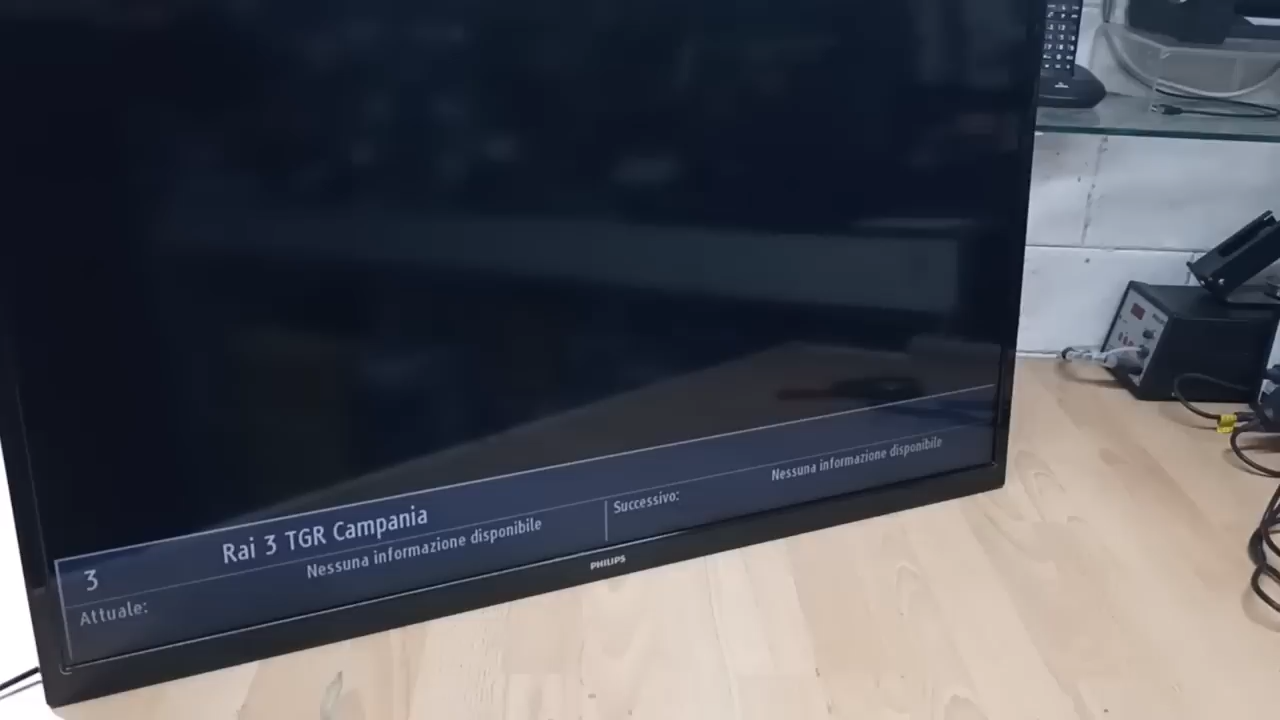 3
Rai 3 TGR Campania
Attuale:
Nessuna informazione disponibile
Successivo:
Nessuna informazione disponibile
PHILIPS